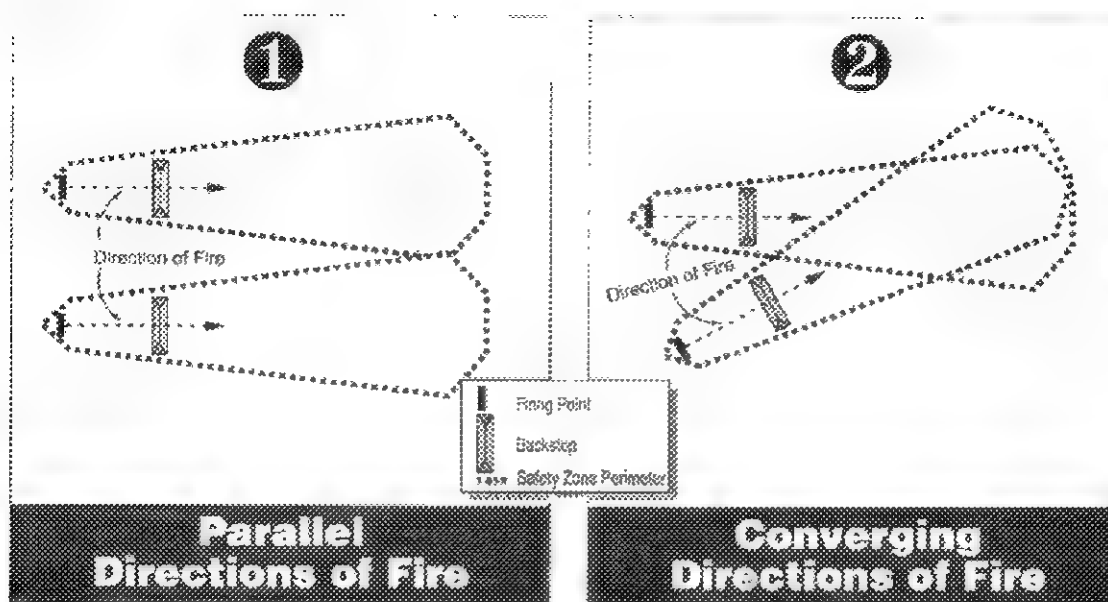 1
Direction of Fire
Parallel
Directions of Fire
2
Direction of Fire
Converging
Directions of Fire
Firing Point
Backstop
Safety Zone Perimeter